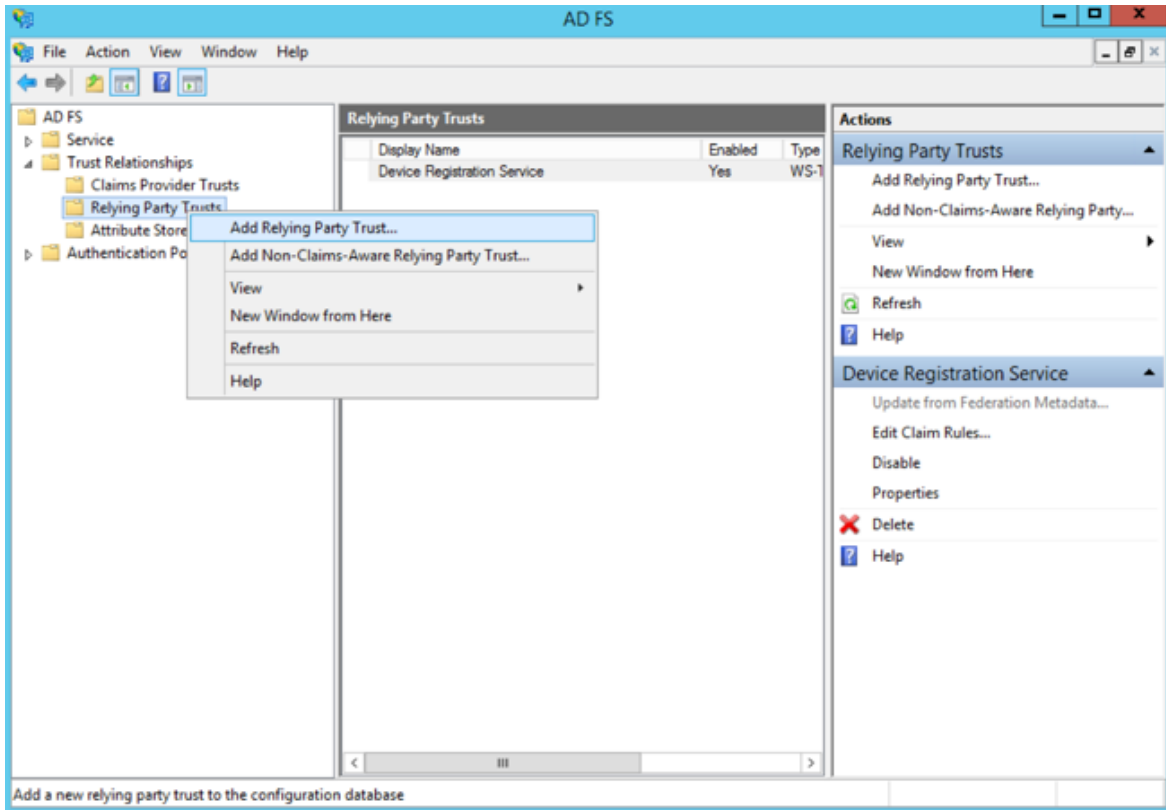 AD FS
File Action View Window Help
AD FS
Service
Trust Relationships
Claims Provider Trusts
Relying Party Trusts
Attribute Store
Authentication Po
Add Relying Party Trust...
Add Non-Claims-Aware Relying Party Trust...
View
New Window from Here
Refresh
Help
Relying Party Trusts
Display Name Enabled Type
Device Registration Service Yes WS-T
Actions
Relying Party Trusts
Add Relying Party Trust...
Add Non-Claims-Aware Relying Party...
View
New Window from Here
Refresh
Help
Device Registration Service
Update from Federation Metadata...
Edit Claim Rules...
Disable
Properties
Delete
Help
Add a new relying party trust to the configuration database